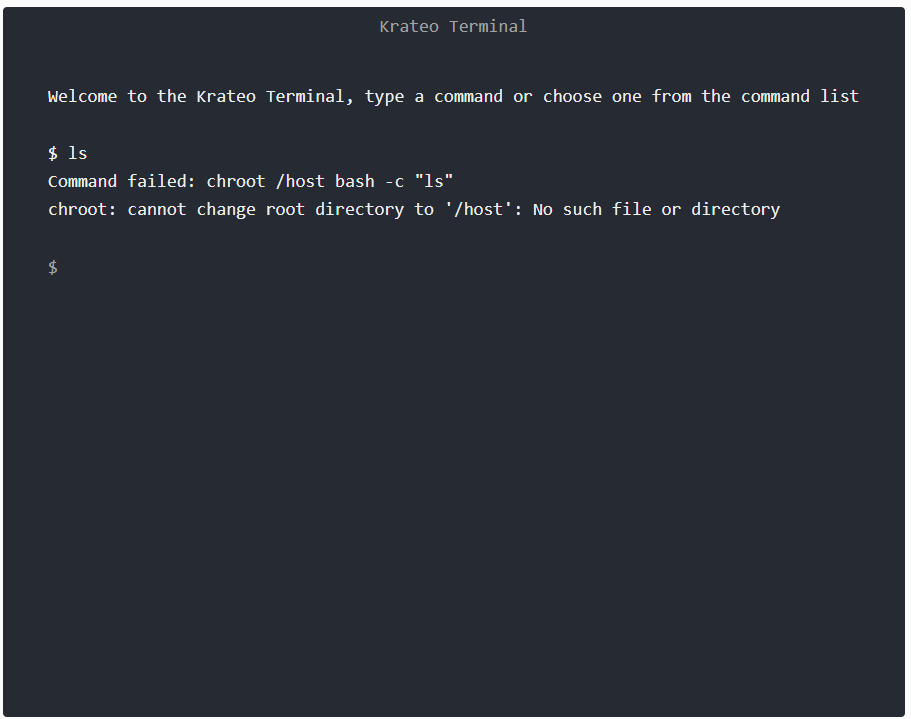 Krateo Terminal
Welcome to the Krateo Terminal, type a command or choose one from the command list
$ ls
Command failed: chroot /host bash -c "ls"
chroot: cannot change root directory to '/host': No such file or directory
$